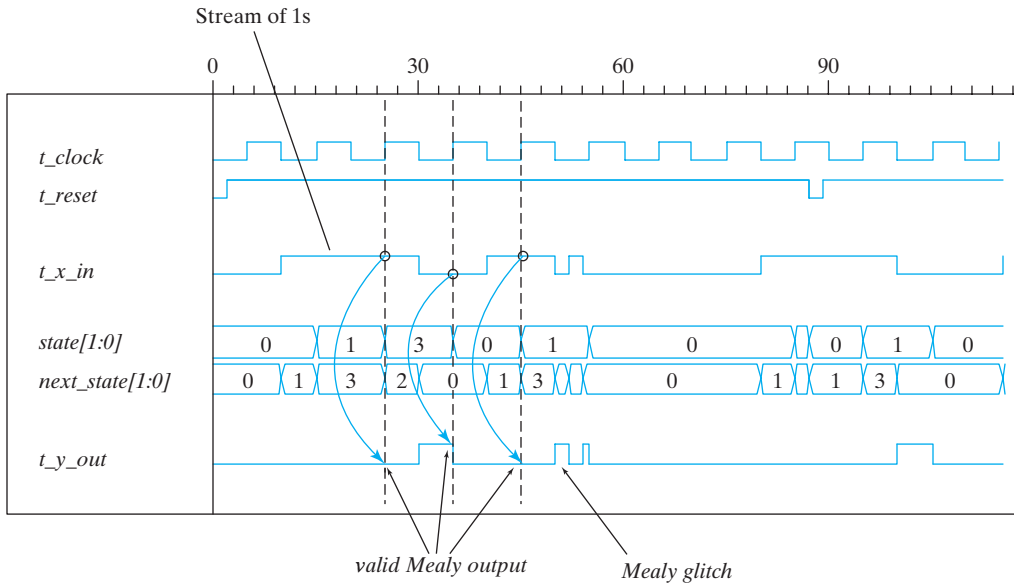 Stream of 1s
0 30 60 90
t_clock
t_reset
t_x_in
state[1:0] 0 1 3 0 1 0 0 1 0
next_state[1:0] 0 1 3 2 0 1 3 0 1 1 3 0
t_y_out
valid Mealy output
Mealy glitch